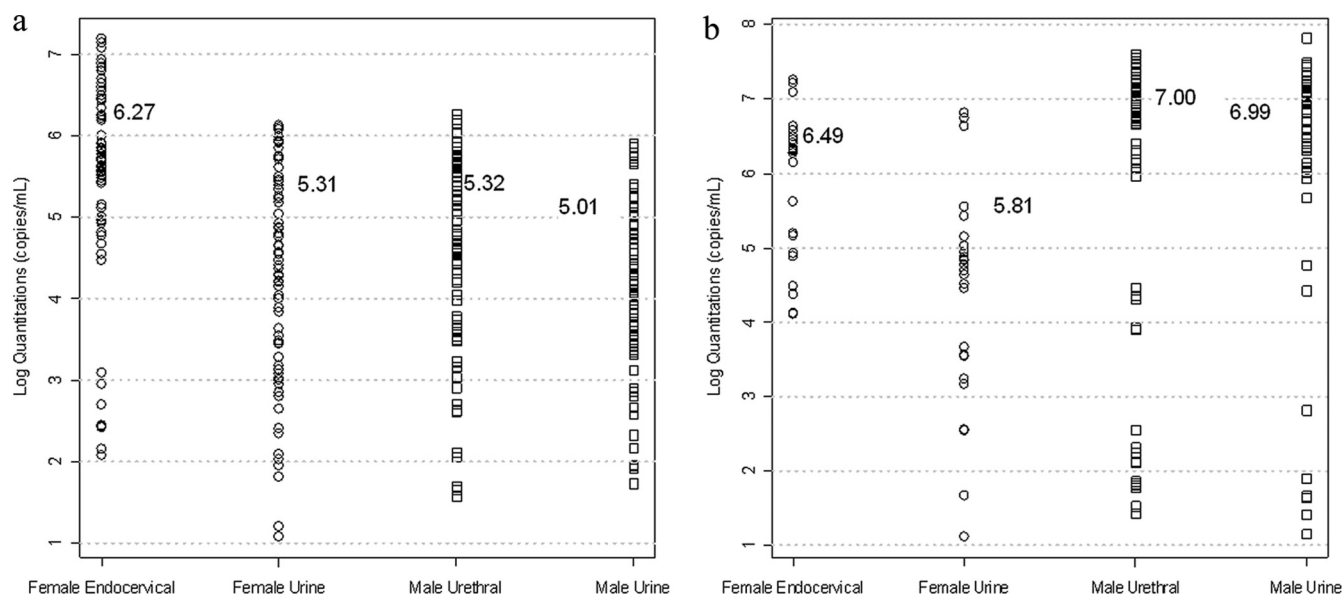 a
Log Quantitations (copies/mL)
7
6
5
4
3
2
1
6.27
5.31
5.32
5.01
Female Endocervical
Female Urine
Male Urethral
Male Urine
b
Log Quantitations (copies/mL)
8
7
6
5
4
3
2
1
6.49
5.81
7.00
6.99
Female Endocervical
Female Urine
Male Urethral
Male Urine